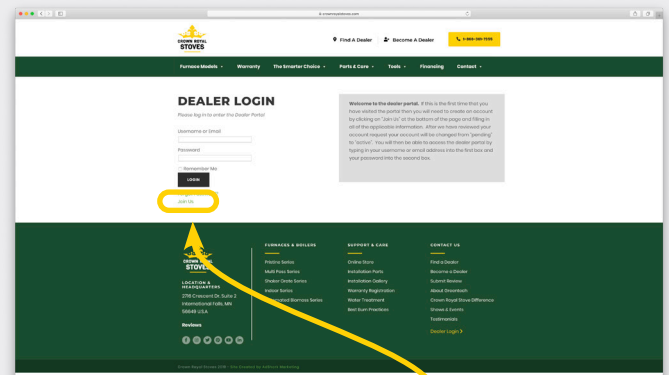 crownroyalstoves.com
CROWN ROYAL
STOVES
Find A Dealer
Become A Dealer
Furnace Models
Warranty
The Smarter Choice
Parts & Care
Tools
Financing
Contact
DEALER LOGIN
Please log in to enter the Dealer Portal
Username or Email
Password
Remember Me
LOGIN
Join Us
Welcome to the dealer portal. If this is the first time that you
have visited the portal then you will need to create an account
by clicking on "Join Us" at the bottom of the page and filling in
all of the applicable information. After we have reviewed your
account request your account will be changed from "pending"
to "active". You will then be able to access the dealer portal by
typing in your username or email address into the first box and
your password into the second box.
STOVES
LOCATION &
HEADQUARTERS
2716 Crescent Dr. Suite 2
International Falls, MN
56649 U.S.A
Reviews
FURNACES & BOILERS
Pristine Series
Multi Pass Series
Shaker Grate Series
Indoor Series
Automated Biomass Series
SUPPORT & CARE
Online Store
Installation Parts
Installation Gallery
Warranty Registration
Water Treatment
Best Burn Practices
CONTACT US
Find a Dealer
Become a Dealer
Submit Review
About Greentech
Crown Royal Stove Difference
Shows & Events
Testimonials
Dealer Login >